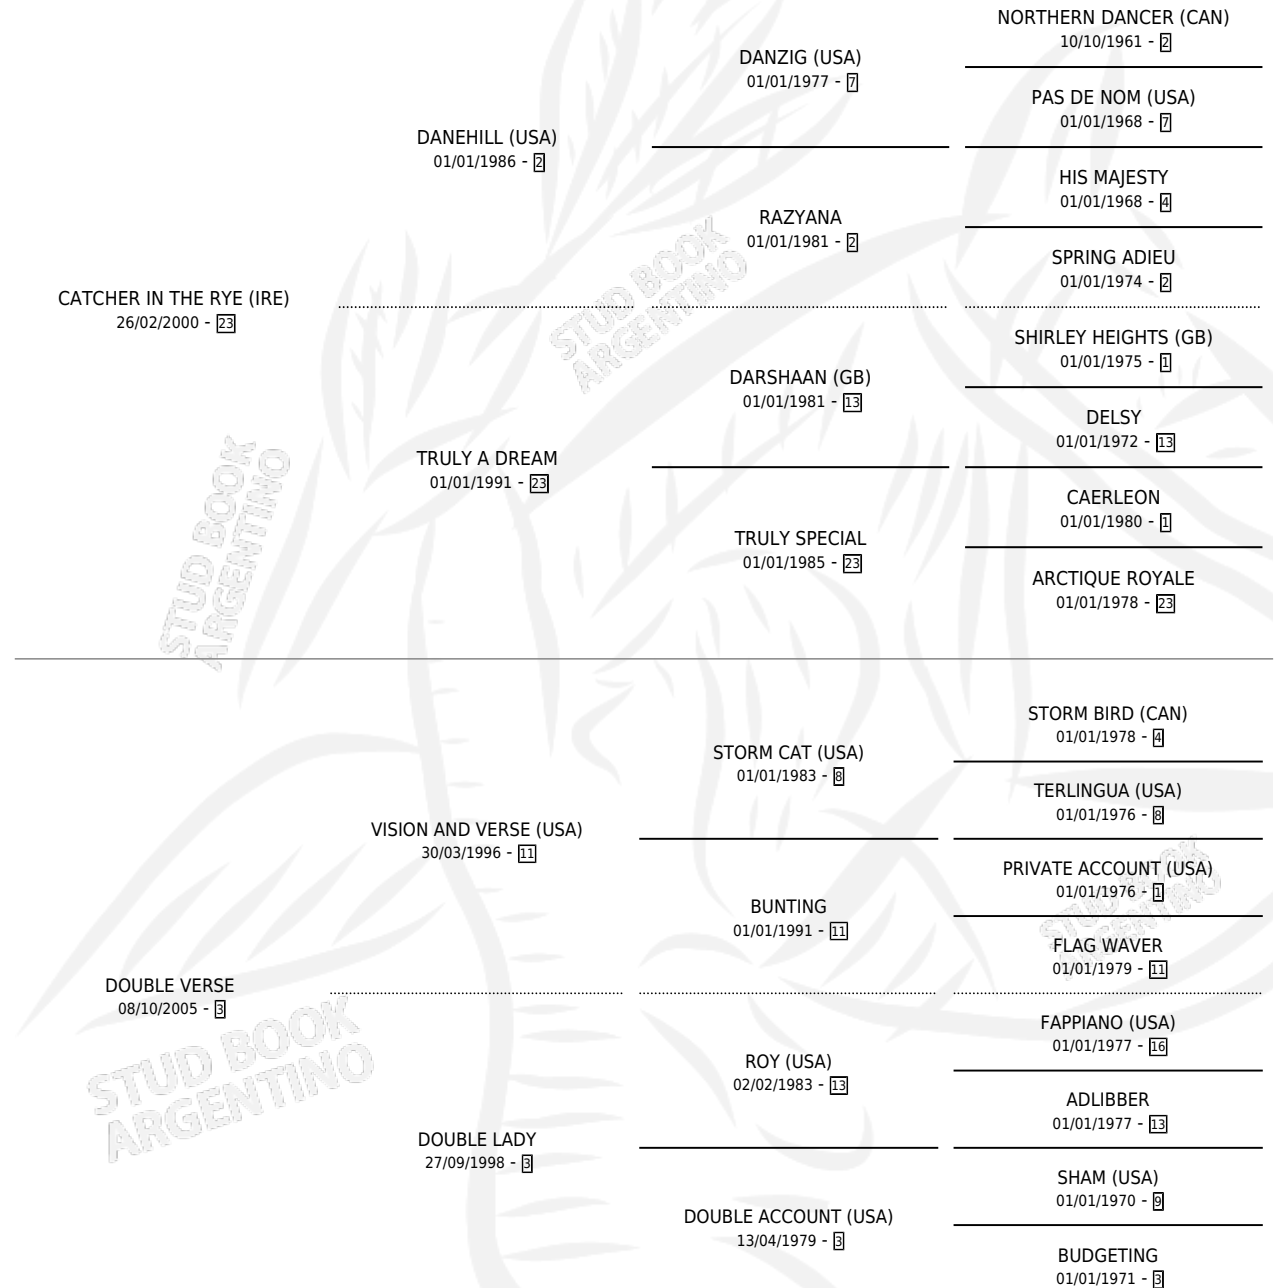 NORTHERN DANCER (CAN)
10/10/1961 - 2
DANZIG (USA)
01/01/1977 - 7
PAS DE NOM (USA)
01/01/1968 - 7
DANEHILL (USA)
01/01/1986 - 2
HIS MAJESTY
01/01/1968 - 4
RAZYANA
01/01/1981 - 2
SPRING ADIEU
01/01/1974 - 2
CATCHER IN THE RYE (IRE)
26/02/2000 - 23
SHIRLEY HEIGHTS (GB)
01/01/1975 - 1
DARSHAAN (GB)
01/01/1981 - 13
DELSY
01/01/1972 - 13
TRULY A DREAM
01/01/1991 - 23
CAERLEON
01/01/1980 - 1
TRULY SPECIAL
01/01/1985 - 23
ARCTIQUE ROYALE
01/01/1978 - 23
STORM BIRD (CAN)
01/01/1978 - 4
STORM CAT (USA)
01/01/1983 - 8
TERLINGUA (USA)
01/01/1976 - 8
VISION AND VERSE (USA)
30/03/1996 - 11
PRIVATE ACCOUNT (USA)
01/01/1976 - 1
BUNTING
01/01/1991 - 11
FLAG WAVER
01/01/1979 - 11
DOUBLE VERSE
08/10/2005 - 3
FAPPIANO (USA)
01/01/1977 - 16
ROY (USA)
02/02/1983 - 13
ADLIBBER
01/01/1977 - 13
DOUBLE LADY
27/09/1998 - 3
SHAM (USA)
01/01/1970 - 9
DOUBLE ACCOUNT (USA)
13/04/1979 - 3
BUDGETING
01/01/1971 - 3
STUD BOOK
ARGENTINO
STUD BOOK
ARGENTINO
STUD BOOK
ARGENTINO
STUD BOOK
ARGENTINO